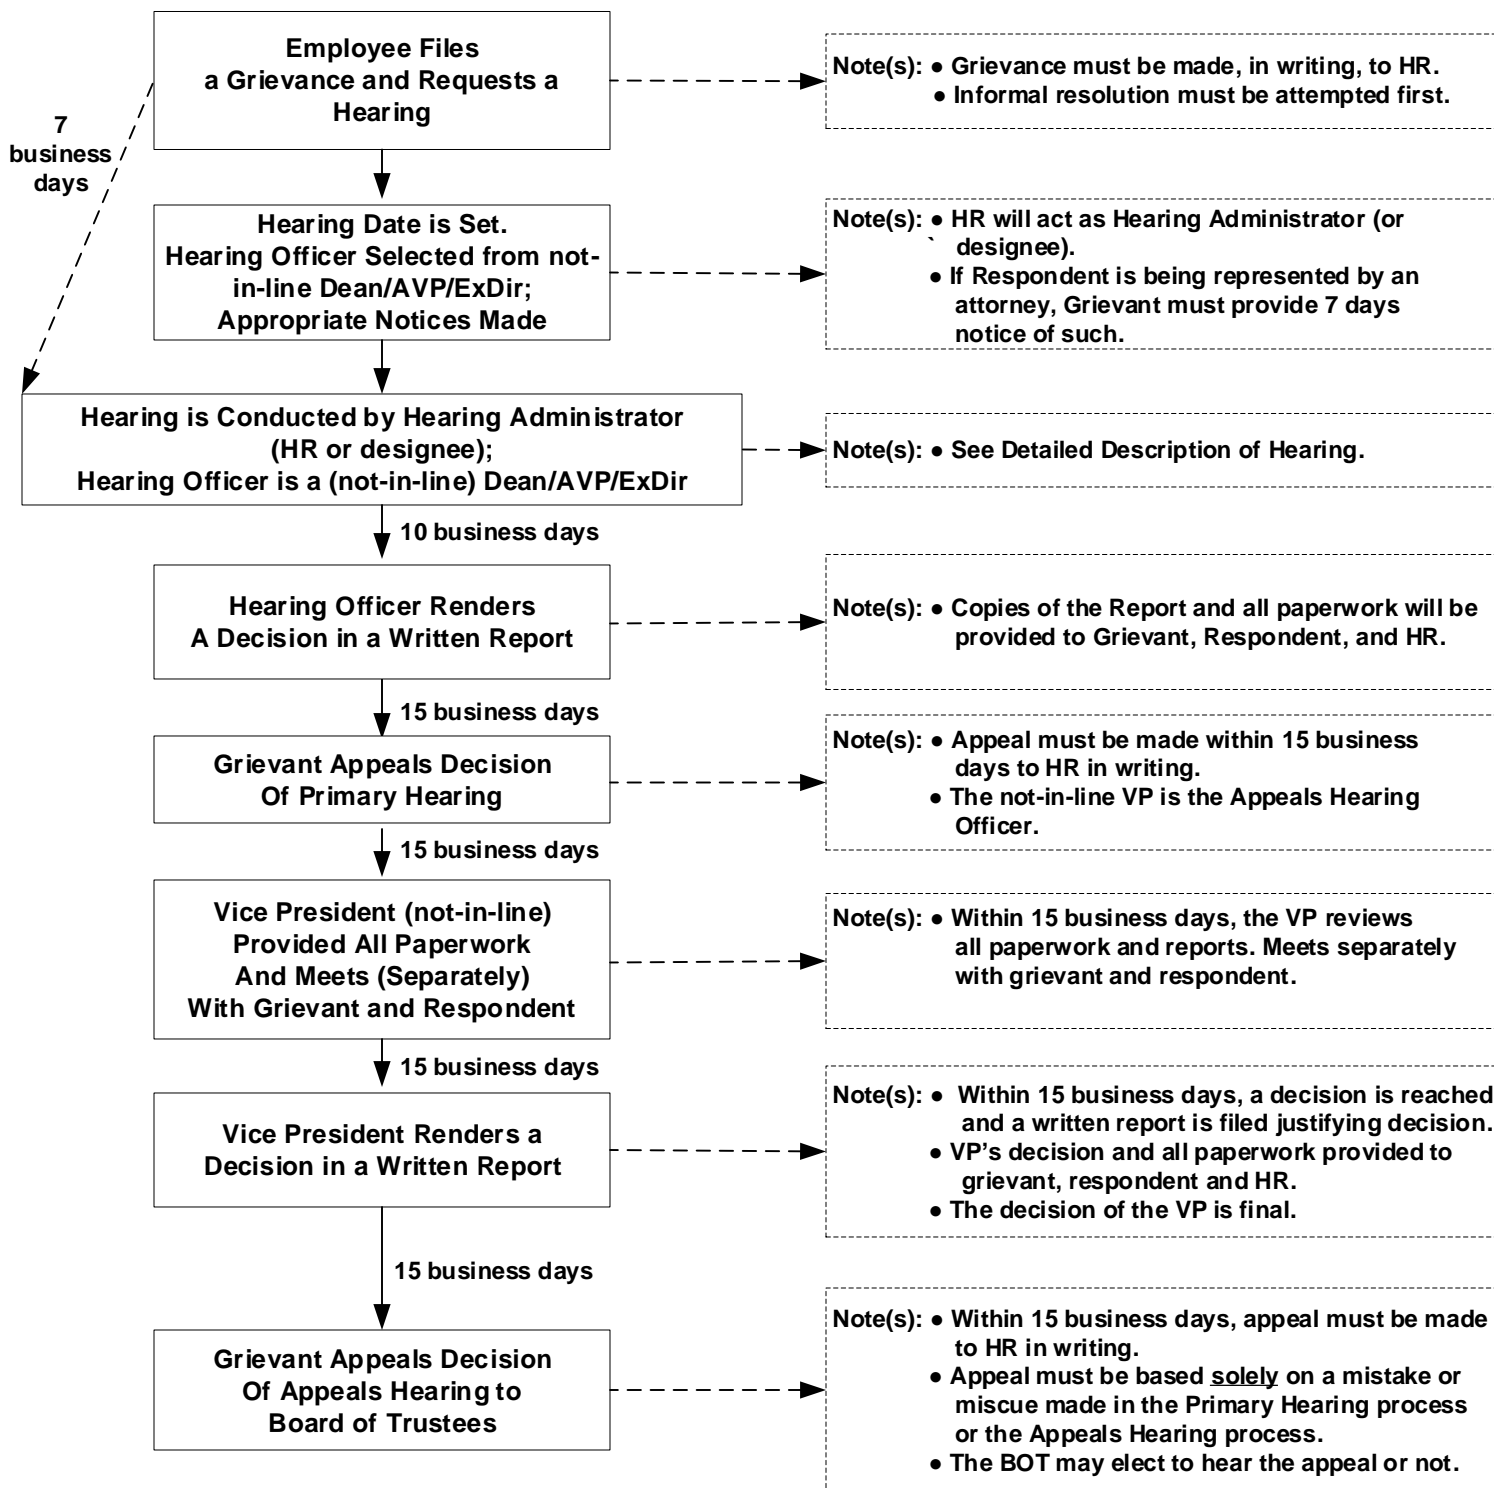 Employee Files
a Grievance and Requests a
Hearing
Note(s): ● Grievance must be made, in writing, to HR.
● Informal resolution must be attempted first.
7
business
days
Hearing Date is Set.
Hearing Officer Selected from not-
in-line Dean/AVP/ExDir;
Appropriate Notices Made
Note(s): ● HR will act as Hearing Administrator (or
` designee).
● If Respondent is being represented by an
attorney, Grievant must provide 7 days
notice of such.
Hearing is Conducted by Hearing Administrator
(HR or designee);
Hearing Officer is a (not-in-line) Dean/AVP/ExDir
Note(s): ● See Detailed Description of Hearing.
10 business days
Hearing Officer Renders
A Decision in a Written Report
Note(s): ● Copies of the Report and all paperwork will be
provided to Grievant, Respondent, and HR.
15 business days
Grievant Appeals Decision
Of Primary Hearing
Note(s): ● Appeal must be made within 15 business
days to HR in writing.
● The not-in-line VP is the Appeals Hearing
Officer.
15 business days
Vice President (not-in-line)
Provided All Paperwork
And Meets (Separately)
With Grievant and Respondent
Note(s): ● Within 15 business days, the VP reviews
all paperwork and reports. Meets separately
with grievant and respondent.
15 business days
Vice President Renders a
Decision in a Written Report
Note(s): ● Within 15 business days, a decision is reached
and a written report is filed justifying decision.
● VP’s decision and all paperwork provided to
grievant, respondent and HR.
● The decision of the VP is final.
15 business days
Grievant Appeals Decision
Of Appeals Hearing to
Board of Trustees
Note(s): ● Within 15 business days, appeal must be made
to HR in writing.
● Appeal must be based solely on a mistake or
miscue made in the Primary Hearing process
or the Appeals Hearing process.
● The BOT may elect to hear the appeal or not.